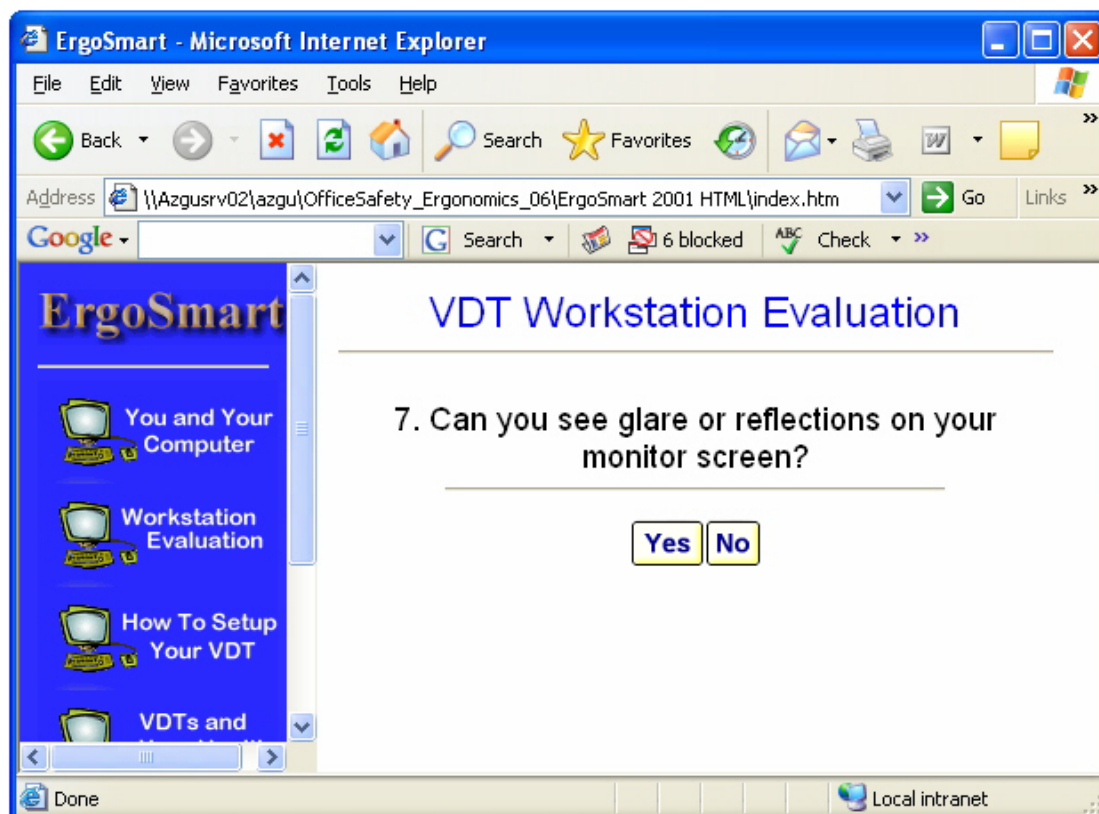 ErgoSmart - Microsoft Internet Explorer
File Edit View Favorites Tools Help
Back Search Favorites W »
Address \\Azgusrv02\azgu\OfficeSafety_Ergonomics_06\ErgoSmart 2001 HTML\index.htm Go Links »
Google G Search 6 blocked ABC Check »
ErgoSmart
You and Your
Computer
Workstation
Evaluation
How To Setup
Your VDT
VDTs and
VDT Workstation Evaluation
7. Can you see glare or reflections on your
monitor screen?
Yes No
Done Local intranet